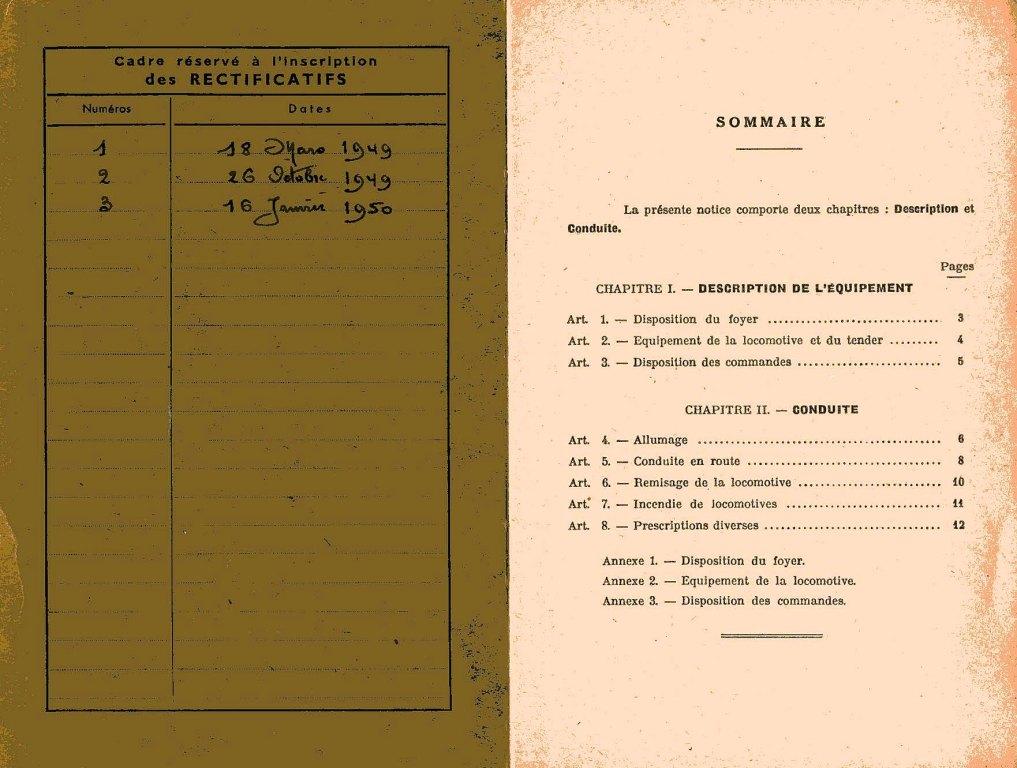 Cadre réservé à l'inscription
des RECTIFICATIFS
Numéros Dates
1 18 Mars 1949
2 26 Octobre 1949
3 16 Janvier 1950
SOMMAIRE
La présente notice comporte deux chapitres : Description et
Conduite.
Pages
CHAPITRE I. — DESCRIPTION DE L'ÉQUIPEMENT
Art. 1. — Disposition du foyer ........................................ 3
Art. 2. — Equipement de la locomotive et du tender ......... 4
Art. 3. — Disposition des commandes .......................... 5
CHAPITRE II. — CONDUITE
Art. 4. — Allumage ............................................. 6
Art. 5. — Conduite en route ................................... 8
Art. 6. — Remisage de la locomotive .......................... 10
Art. 7. — Incendie de locomotives ............................ 11
Art. 8. — Prescriptions diverses ................................ 12
Annexe 1. — Disposition du foyer.
Annexe 2. — Equipement de la locomotive.
Annexe 3. — Disposition des commandes.